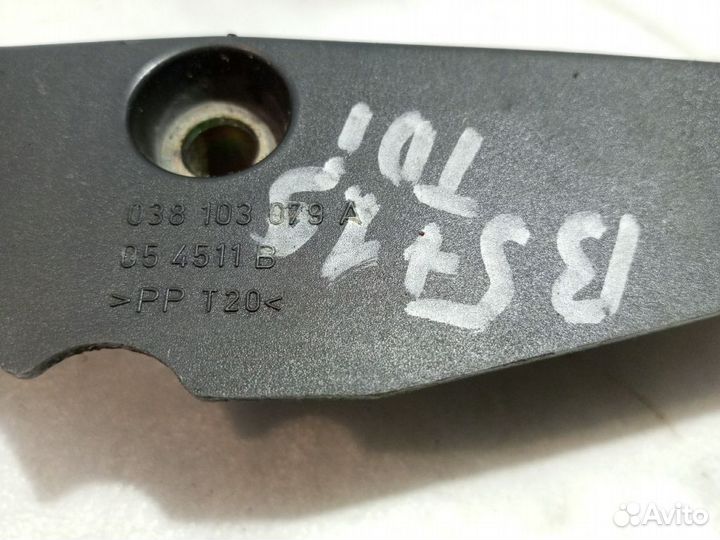 038 103 079 A
05 4511 B
>PP T20<
B5+ 1.9
TDi
Avito